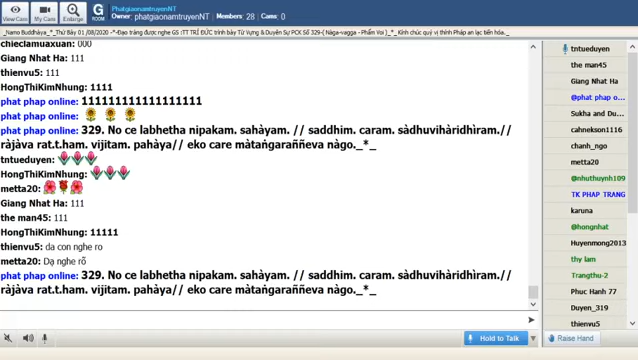 Phatgiaonamtruyen
Owner: phatgiaonamtruyenNT | Members: 28 | Cams: 0
View Cam
My Cam
Enlarge
G
ROOM
_Namo Buddhàya_*_Thứ Bảy 01 /08/2020 -*-Đạo tràng được nghe GS :TT TRÍ ĐỨC trình bày Từ Vựng & Duyên Sự PCK Số 329-( Nàga-vagga - Phẩm Voi )_*_ Kính chúc quý vị thính Pháp an lạc tiến hóa._
chieclamuaxuan: 000
Giang Nhat Ha: 111
thienvu5: 111
HongThiKimNhung: 1111
phat phap online: 111111111111111111
phat phap online:
phat phap online: 329. No ce labhetha nipakam. sahàyam. // saddhim. caram. sàdhuvihàridhìram.//
ràjàva rat.t.ham. vijitam. pahàya// eko care màtaṅgaraññeva nàgo._*_
tntueduyen:
HongThiKimNhung:
metta20:
Giang Nhat Ha: 111
the man45: 111
HongThiKimNhung: 11111
thienvu5: da con nghe ro
metta20: Dạ nghe rõ
phat phap online: 329. No ce labhetha nipakam. sahàyam. // saddhim. caram. sàdhuvihàridhìram.//
ràjàva rat.t.ham. vijitam. pahàya// eko care màtaṅgaraññeva nàgo._*_
tntueduyen
the man45
Giang Nhat Ha
@phat phap o...
Sukha and Du...
cahnekson1116
chanh_ngo
metta20
@nhuthuynh109
TK PHAP TRANG
karuna
@hongnhat
Huyenmong2013
thy lam
Trangthu-2
Phuc Hanh 77
Duyen_319
thienvu5
Hold to Talk
Raise Hand